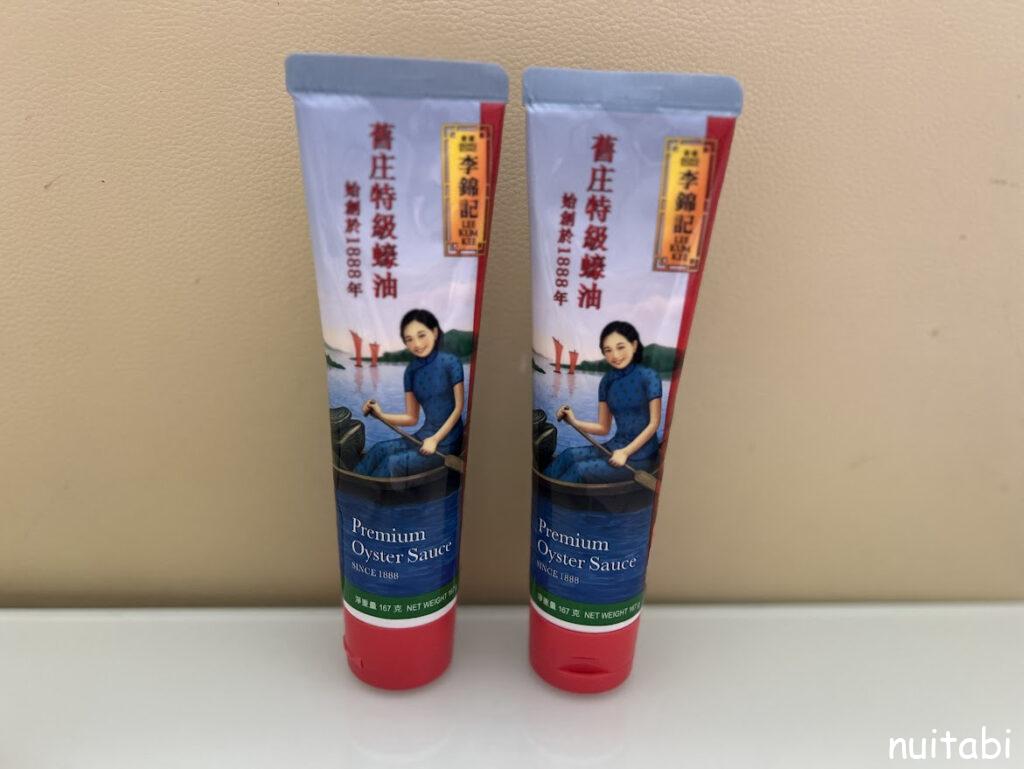 舊庄特級蠔油
始創於1888年
李錦記
LEE
KUM
KEE
Premium
Oyster Sauce
SINCE 1888
淨重量 167 克 NET WEIGHT 167
舊庄特級蠔油
始創於1888年
李錦記
LEE
KUM
KEE
Premium
Oyster Sauce
SINCE 1888
淨重量 167 克 NET WEIGHT 167
nuitabi